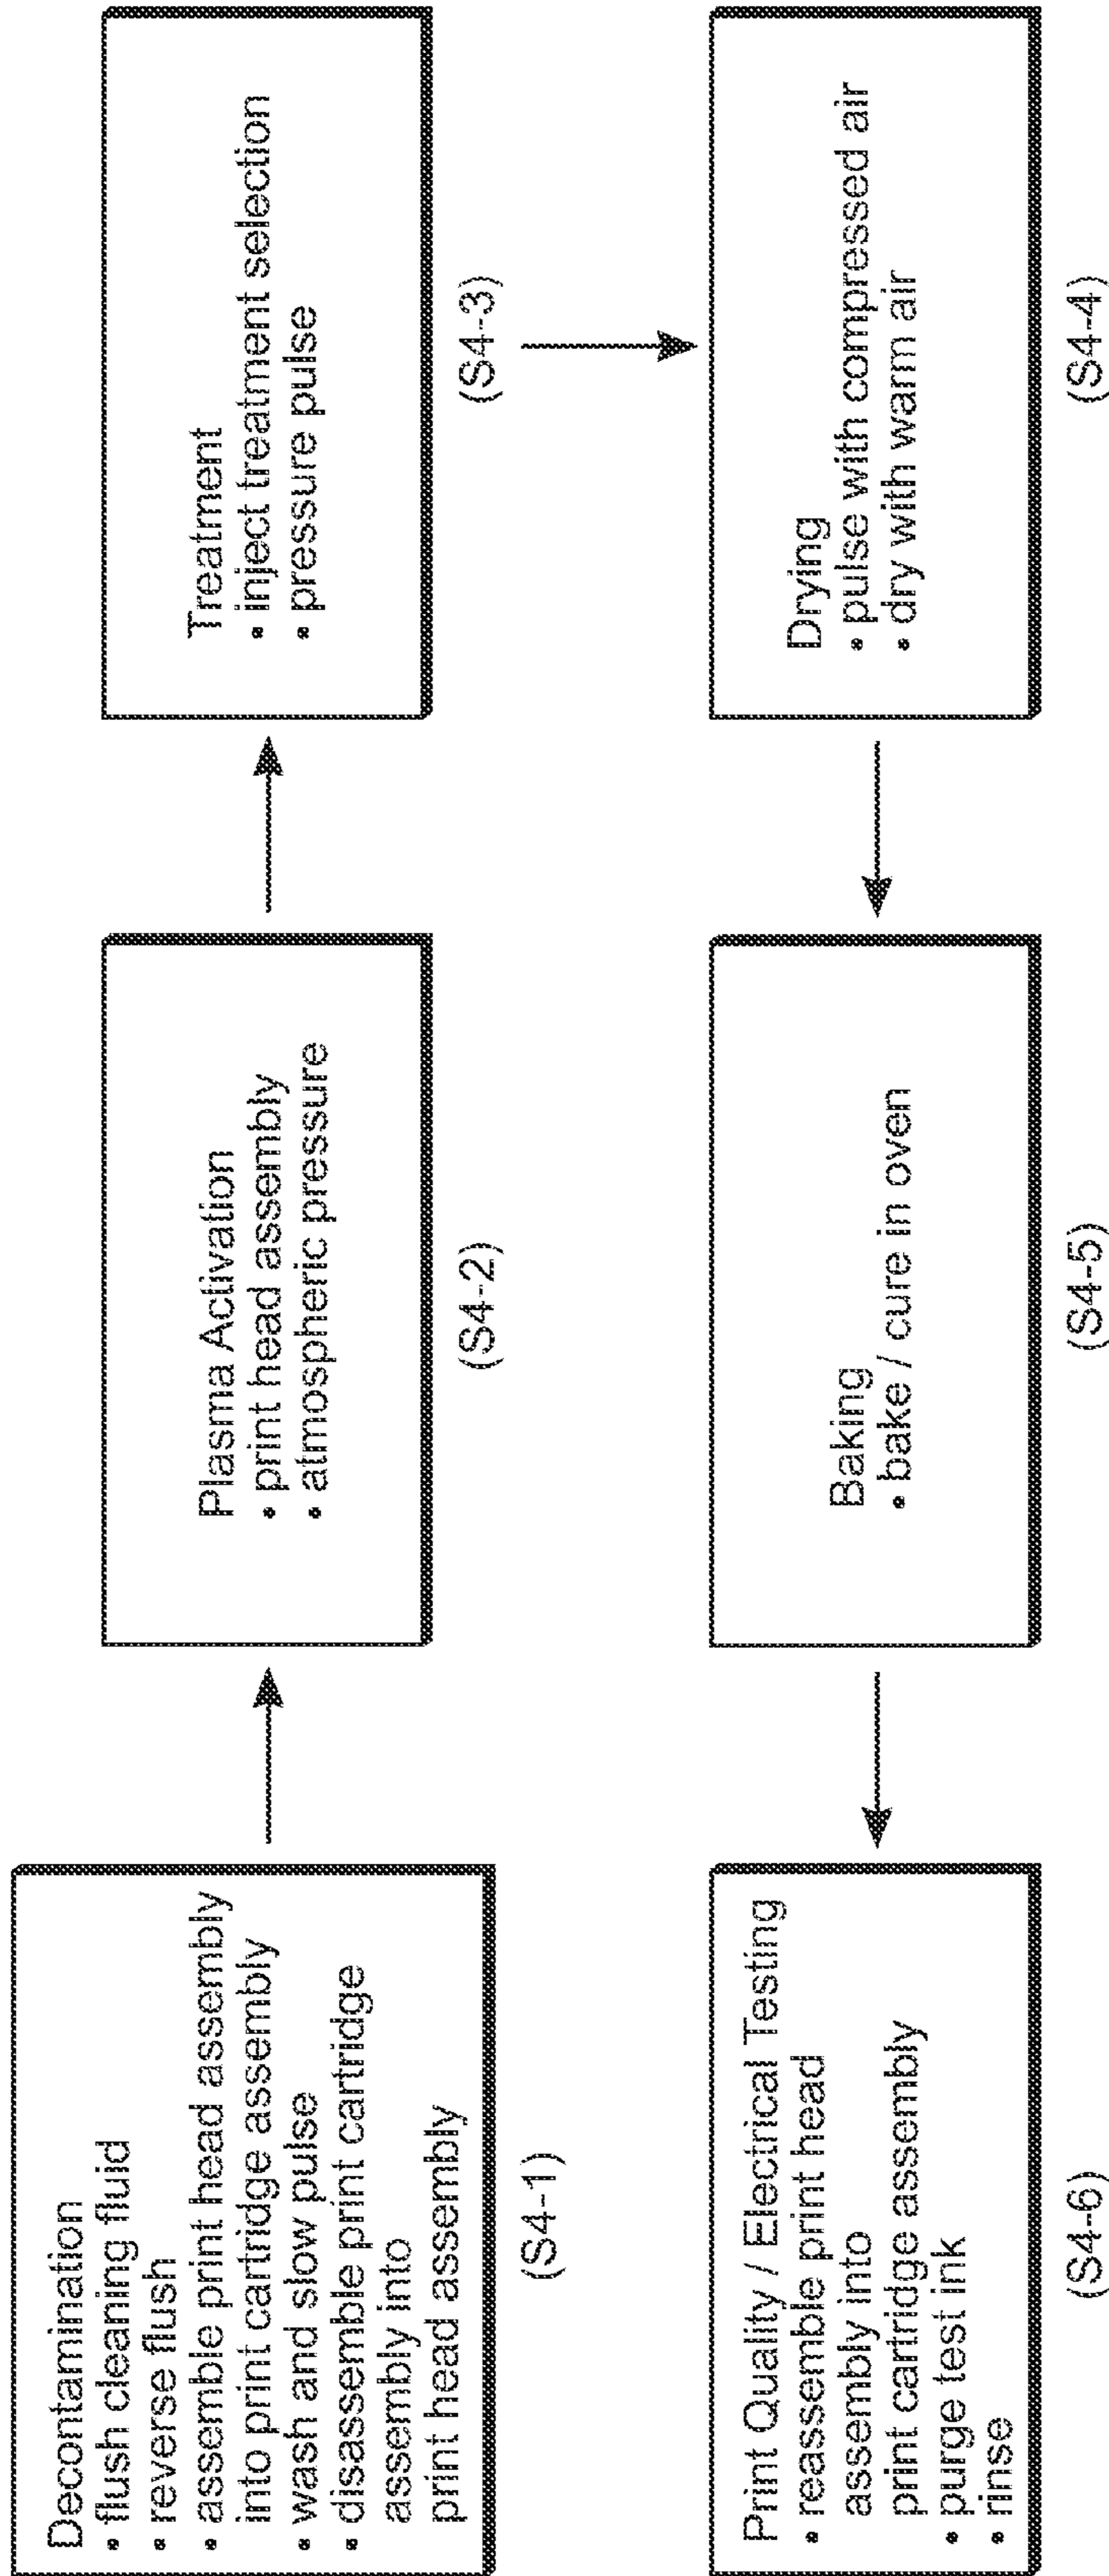 Decontamination
• flush cleaning fluid
• reverse flush
• assemble print head assembly
into print cartridge assembly
• wash and slow pulse
• disassemble print cartridge
assembly into
print head assembly
(S4-1)
Plasma Activation
• print head assembly
• atmospheric pressure
(S4-2)
Treatment
• inject treatment selection
• pressure pulse
(S4-3)
Drying
• pulse with compressed air
• dry with warm air
(S4-4)
Baking
• bake / cure in oven
(S4-5)
Print Quality / Electrical Testing
• reassemble print head
assembly into
print cartridge assembly
• purge test ink
• rinse
(S4-6)